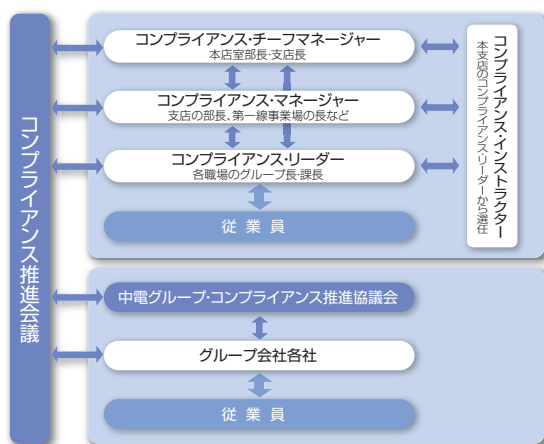 コンプライアンス推進会議
コンプライアンス・チーフマネージャー
本店室部長・支店長
コンプライアンス・マネージャー
支店の部長、第一線事業場の長など
コンプライアンス・リーダー
各職場のグループ長・課長
従業員
コンプライアンス・インストラクター
本支店のコンプライアンス・リーダーから選任
中電グループ・コンプライアンス推進協議会
グループ会社各社
従業員